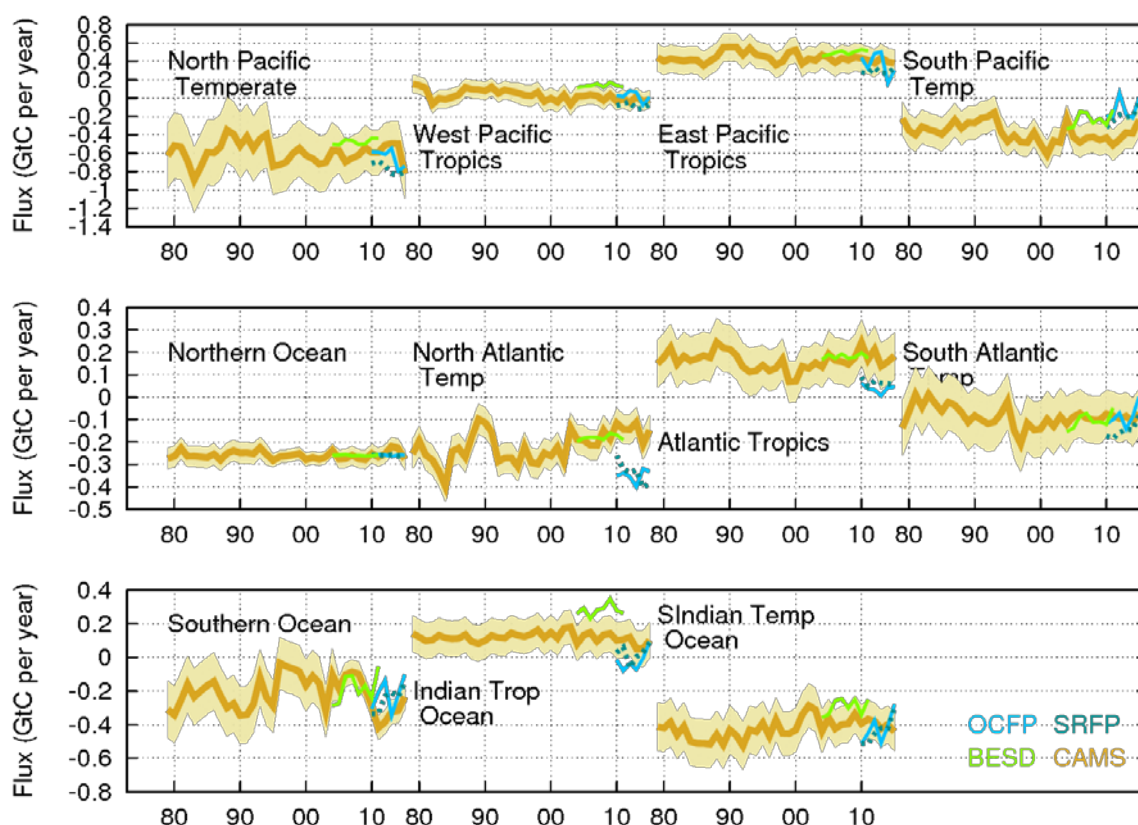 Flux (GtC per year)
0.8
0.6
0.4
0.2
0
-0.2
-0.4
-0.6
-0.8
-1
-1.2
-1.4
North Pacific
Temperate
West Pacific
Tropics
East Pacific
Tropics
South Pacific
Temp
80 90 00 10 80 90 00 10 80 90 00 10 80 90 00 10
Flux (GtC per year)
0.4
0.3
0.2
0.1
0
-0.1
-0.2
-0.3
-0.4
-0.5
Northern Ocean
North Atlantic
Temp
Atlantic Tropics
South Atlantic
Temp
80 90 00 10 80 90 00 10 80 90 00 10 80 90 00 10
Flux (GtC per year)
0.4
0.2
0
-0.2
-0.4
-0.6
-0.8
Southern Ocean
Indian Trop
Ocean
SIndian Temp
Ocean
OCFP SRFP
BESD CAMS
80 90 00 10 80 90 00 10 80 90 00 10